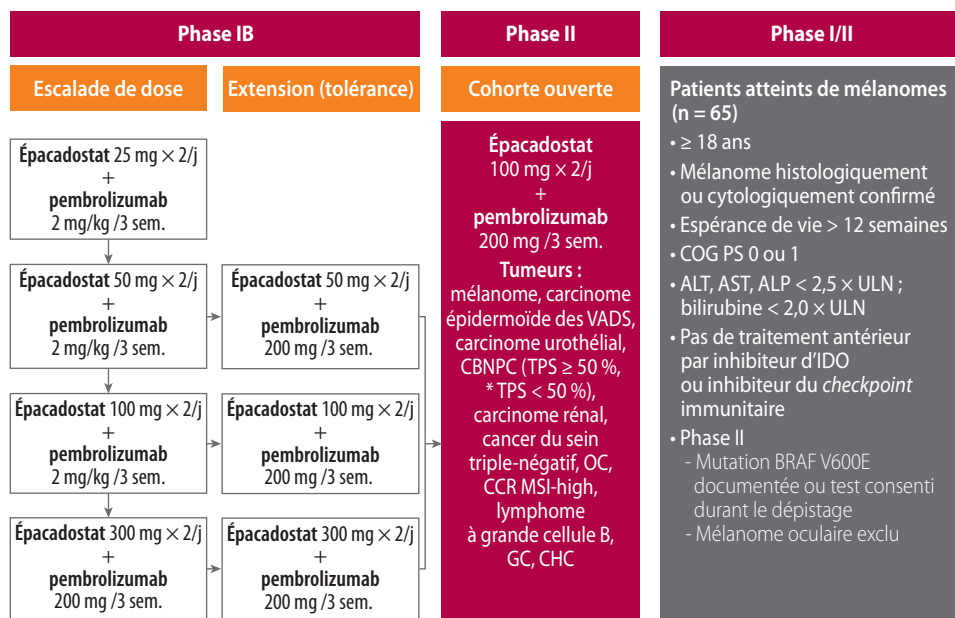 Phase IB
Escalade de dose
Extension (tolérance)
Épacadostat 25 mg × 2/j
+
pembrolizumab
2 mg/kg /3 sem.
Épacadostat 50 mg × 2/j
+
pembrolizumab
2 mg/kg /3 sem.
Épacadostat 50 mg × 2/j
+
pembrolizumab
200 mg /3 sem.
Épacadostat 100 mg × 2/j
+
pembrolizumab
2 mg/kg /3 sem.
Épacadostat 100 mg × 2/j
+
pembrolizumab
200 mg /3 sem.
Épacadostat 300 mg × 2/j
+
pembrolizumab
200 mg /3 sem.
Épacadostat 300 mg × 2/j
+
pembrolizumab
200 mg /3 sem.
Phase II
Cohorte ouverte
Épacadostat
100 mg × 2/j
+
pembrolizumab
200 mg /3 sem.
Tumeurs :
mélanome, carcinome
épidermoïde des VADS,
carcinome urothélial,
CBNPC (TPS ≥ 50 %,
* TPS < 50 %),
carcinome rénal,
cancer du sein
triple-négatif, OC,
CCR MSI-high,
lymphome
à grande cellule B,
GC, CHC
Phase I/II
Patients atteints de mélanomes
(n = 65)
• ≥ 18 ans
• Mélanome histologiquement
ou cytologiquement confirmé
• Espérance de vie > 12 semaines
• COG PS 0 ou 1
• ALT, AST, ALP < 2,5 × ULN ;
bilirubine < 2,0 × ULN
• Pas de traitement antérieur
par inhibiteur d’IDO
ou inhibiteur du checkpoint
immunitaire
• Phase II
- Mutation BRAF V600E
documentée ou test consenti
durant le dépistage
- Mélanome oculaire exclu